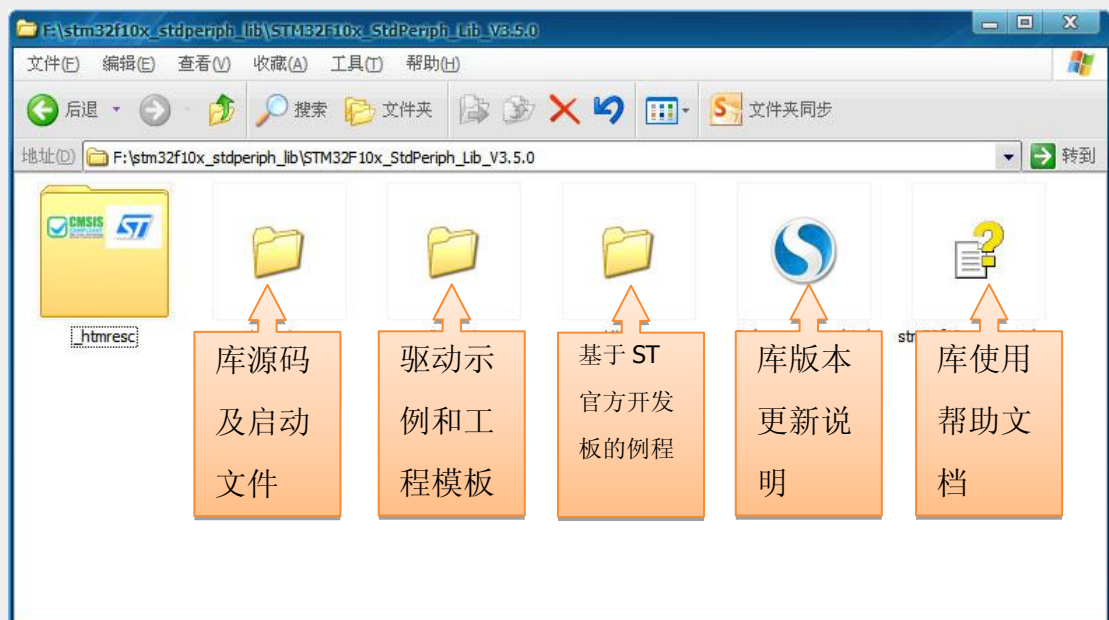 F:\stm32f10x_stdperiph_lib\STM32F10x_StdPeriph_Lib_V3.5.0
文件(F) 编辑(E) 查看(V) 收藏(A) 工具(T) 帮助(H)
后退 搜索 文件夹 文件夹同步
地址(D) F:\stm32f10x_stdperiph_lib\STM32F10x_StdPeriph_Lib_V3.5.0 转到
CMSIS
ST
_htmresc
库源码
及启动
文件
驱动示
例和工
程模板
基于 ST
官方开发
板的例程
库版本
更新说
明
库使用
帮助文
档